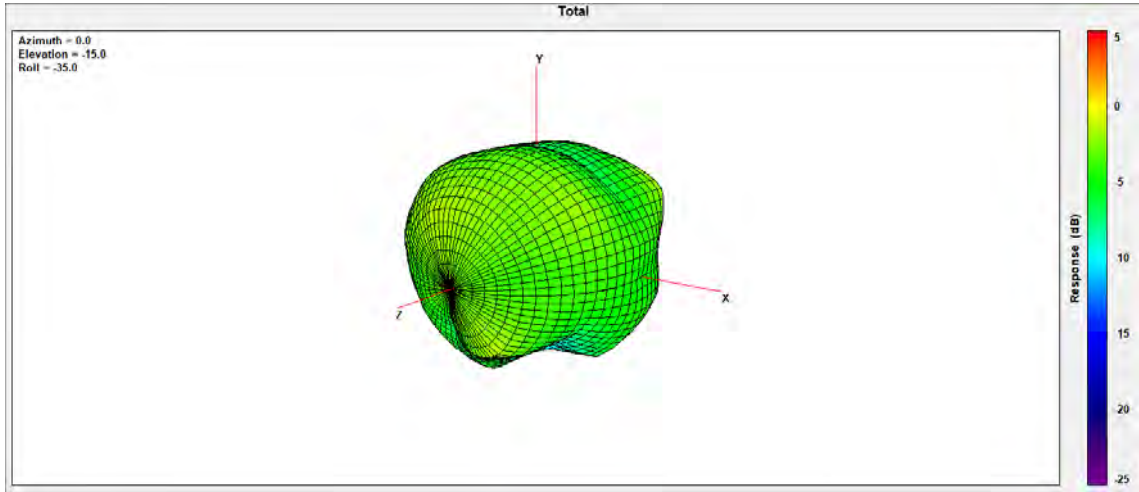 Total
Azimuth = 0.0
Elevation = -15.0
Roll = -35.0
Y
X
Z
5
0
-5
-10
15
-20
-25
Response (dB)